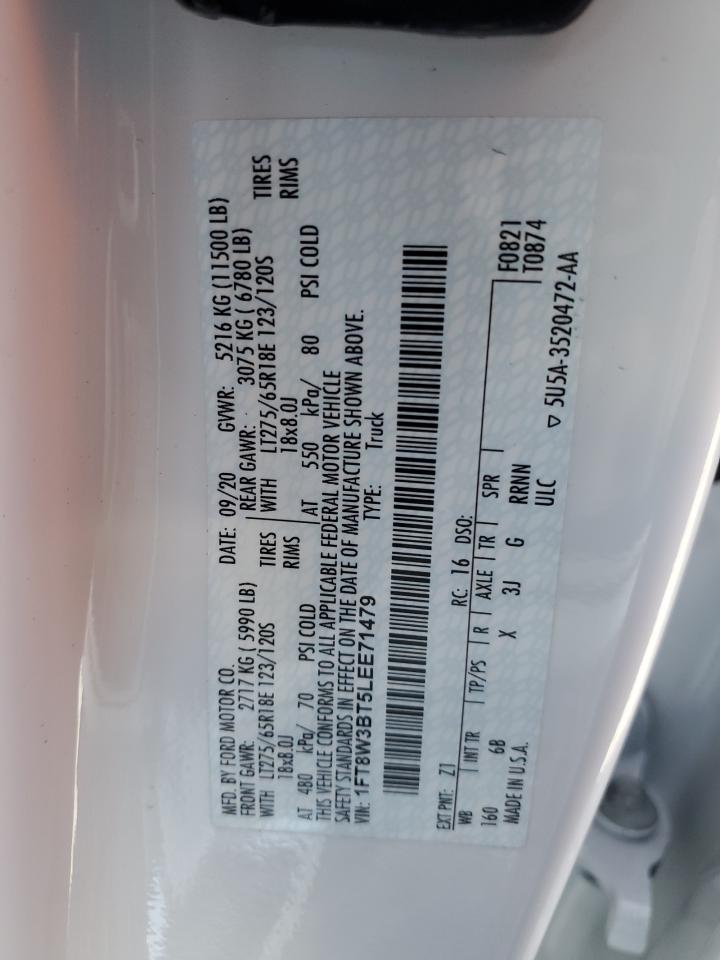 MFD. BY FORD MOTOR CO. DATE: 09/20 GVWR: 5216 KG (11500 LB)
FRONT GAWR: 2717 KG ( 5990 LB) REAR GAWR: 3075 KG ( 6780 LB)
WITH LT275/65R18E 123/120S TIRES WITH LT275/65R18E 123/120S TIRES
18x8.0J RIMS 18x8.0J RIMS
AT 480 kPa/ 70 PSI COLD AT 550 kPa/ 80 PSI COLD
THIS VEHICLE CONFORMS TO ALL APPLICABLE FEDERAL MOTOR VEHICLE
SAFETY STANDARDS IN EFFECT ON THE DATE OF MANUFACTURE SHOWN ABOVE.
VIN: 1FT8W3BT5LEE71479 TYPE: Truck
EXT PNT: Z1 RC: 16 DSO:
WB INT TR TP/PS R AXLE TR SPR F0821
160 6B X 3J G RRNN T0874
MADE IN U.S.A. ULC ▽ 5U5A-3520472-AA